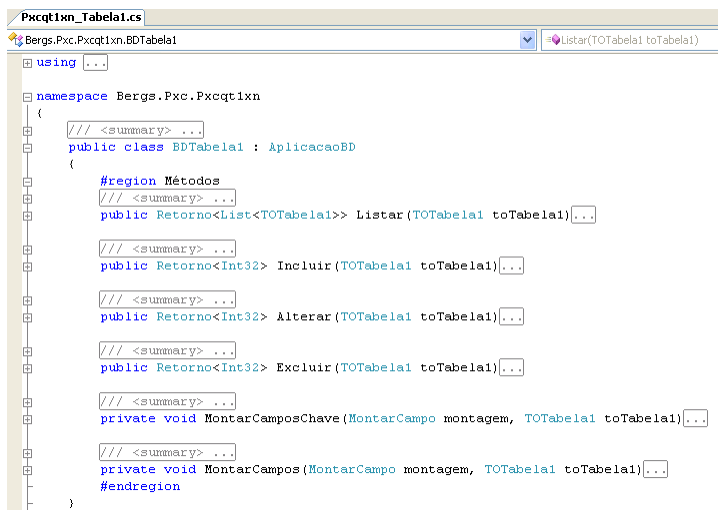 Pxcqt1xn_Tabela1.cs
Bergs.Pxc.Pxcqt1xn.BDTabela1 Listar(TOTabela1 toTabela1)
using ...
namespace Bergs.Pxc.Pxcqt1xn
{
/// <summary> ...
public class BDTabela1 : AplicacaoBD
{
#region Métodos
/// <summary> ...
public Retorno<List<TOTabela1>> Listar(TOTabela1 toTabela1)...
/// <summary> ...
public Retorno<Int32> Incluir(TOTabela1 toTabela1)...
/// <summary> ...
public Retorno<Int32> Alterar(TOTabela1 toTabela1)...
/// <summary> ...
public Retorno<Int32> Excluir(TOTabela1 toTabela1)...
/// <summary> ...
private void MontarCamposChave(MontarCampo montagem, TOTabela1 toTabela1)...
/// <summary> ...
private void MontarCampos(MontarCampo montagem, TOTabela1 toTabela1)...
#endregion
}